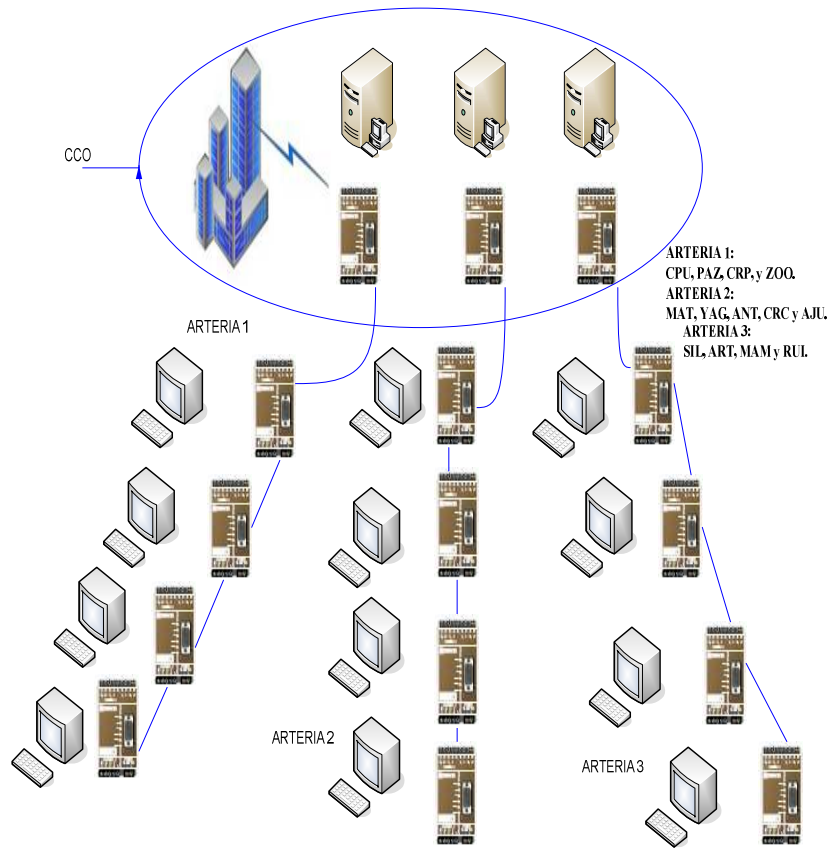 CCO
ARTERIA 1:
CPU, PAZ, CRP, y ZOO.
ARTERIA 2:
MAT, YAG, ANT, CRC y AJU.
ARTERIA 3:
SIL, ART, MAM y RUI.
ARTERIA 1
ARTERIA 2
ARTERIA 3